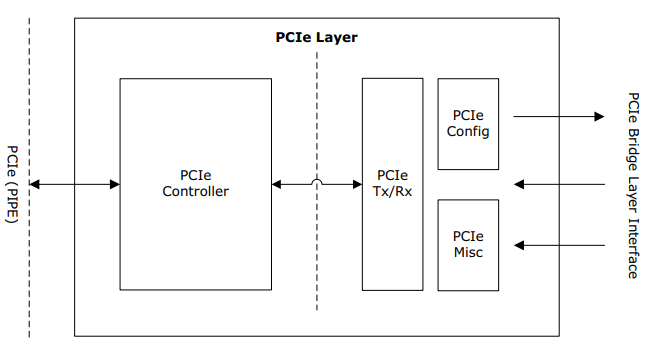 PCIe Layer
PCIe (PIPE)
PCIe
Controller
PCIe
Tx/Rx
PCIe
Config
PCIe
Misc
PCIe Bridge Layer Interface